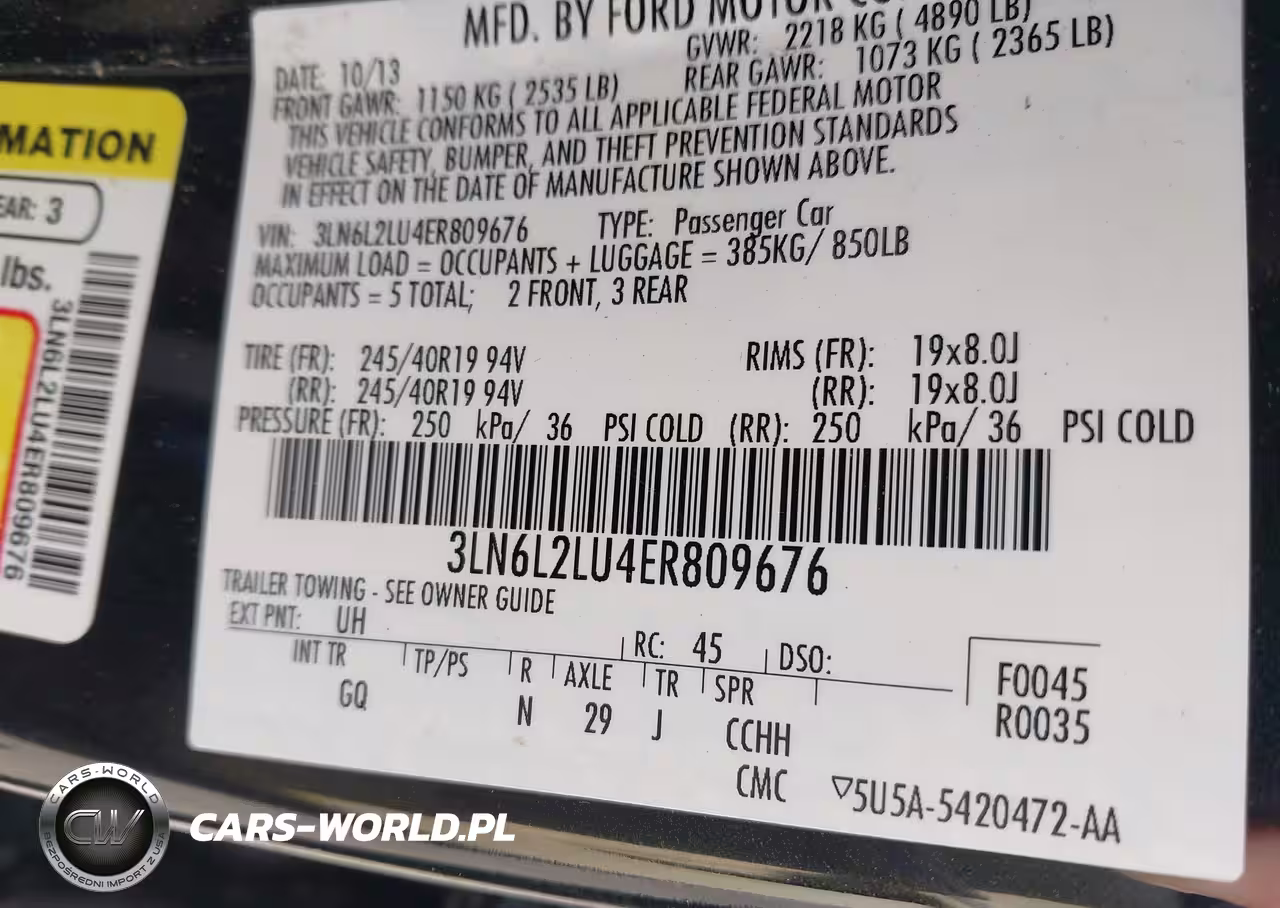 MFD. BY FORD MOTOR
DATE: 10/13
GVWR: 2218 KG ( 4890 LB)
FRONT GAWR: 1150 KG ( 2535 LB)
REAR GAWR: 1073 KG ( 2365 LB)
THIS VEHICLE CONFORMS TO ALL APPLICABLE FEDERAL MOTOR
VEHICLE SAFETY, BUMPER, AND THEFT PREVENTION STANDARDS
IN EFFECT ON THE DATE OF MANUFACTURE SHOWN ABOVE.
VIN: 3LN6L2LU4ER809676 TYPE: Passenger Car
MAXIMUM LOAD = OCCUPANTS + LUGGAGE = 385KG/ 850LB
OCCUPANTS = 5 TOTAL; 2 FRONT, 3 REAR
TIRE (FR): 245/40R19 94V RIMS (FR): 19x8.0J
(RR): 245/40R19 94V (RR): 19x8.0J
PRESSURE (FR): 250 kPa/ 36 PSI COLD (RR): 250 kPa/ 36 PSI COLD
3LN6L2LU4ER809676
TRAILER TOWING - SEE OWNER GUIDE
EXT PNT: UH RC: 45 DSO:
INT TR TP/PS R AXLE TR SPR
GQ N 29 J CCHH
CMC
F0045
R0035
▽5U5A-5420472-AA
MATION
EAR: 3
lbs.
3LN6L2LU4ER809676
CARS-WORLD
CW
BEZPOŚREDNI IMPORT Z USA
CARS-WORLD.PL